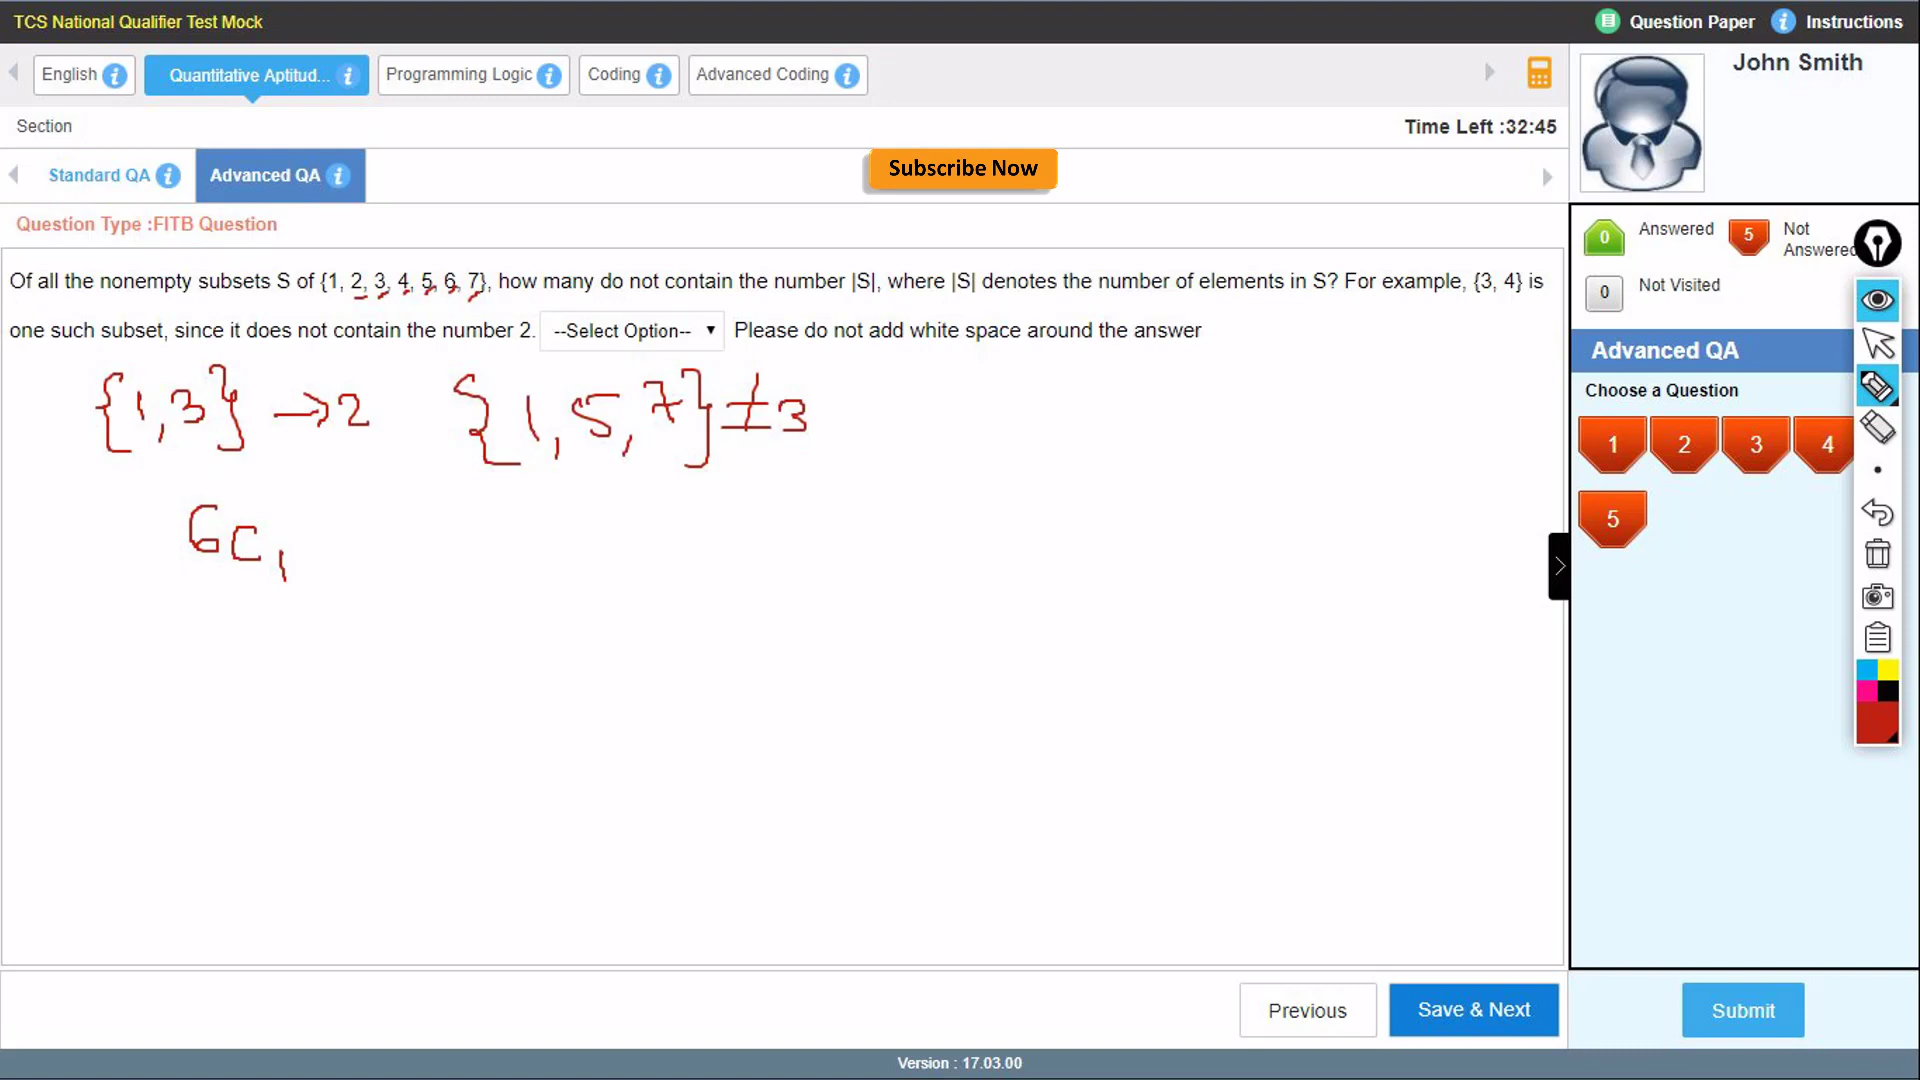 TCS National Qualifier Test Mock
Question Paper
Instructions
English
Quantitative Aptitud...
Programming Logic
Coding
Advanced Coding
John Smith
Section
Time Left :32:45
Standard QA
Advanced QA
Subscribe Now
Question Type :FITB Question
0 Answered
5 Not Answered
0 Not Visited
Of all the nonempty subsets S of {1, 2, 3, 4, 5, 6, 7}, how many do not contain the number |S|, where |S| denotes the number of elements in S? For example, {3, 4} is
one such subset, since it does not contain the number 2. --Select Option-- Please do not add white space around the answer
{1,3} → 2 {1,5,7} ≠ 3
6C1
Advanced QA
Choose a Question
1 2 3 4
5
Previous
Save & Next
Submit
Version : 17.03.00